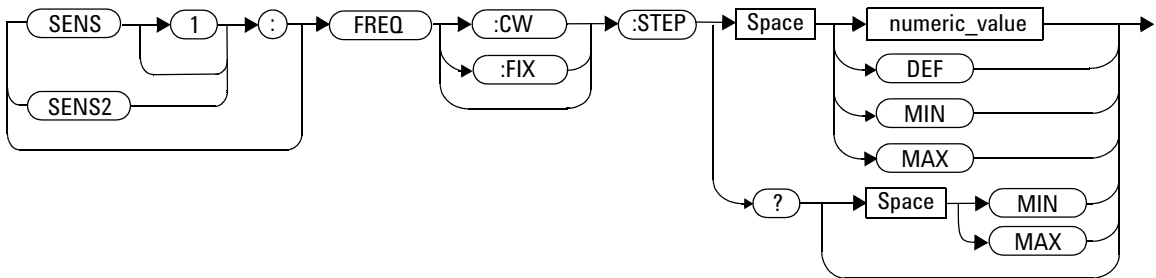 SENS 1 : FREQ :CW :STEP Space numeric_value
:FIX DEF
SENS2 MIN
MAX
? Space MIN
MAX